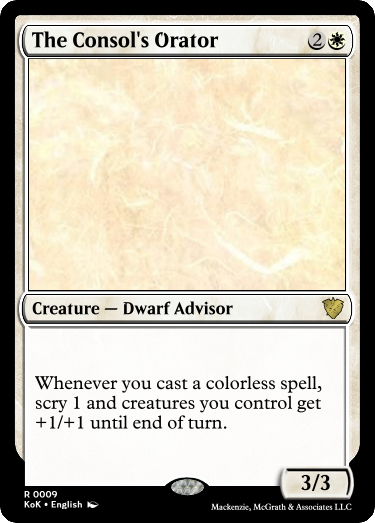 The Consol's Orator 2
Creature — Dwarf Advisor
Whenever you cast a colorless spell,
scry 1 and creatures you control get
+1/+1 until end of turn.
3/3
R 0009
KoK • English
Mackenzie, McGrath & Associates LLC